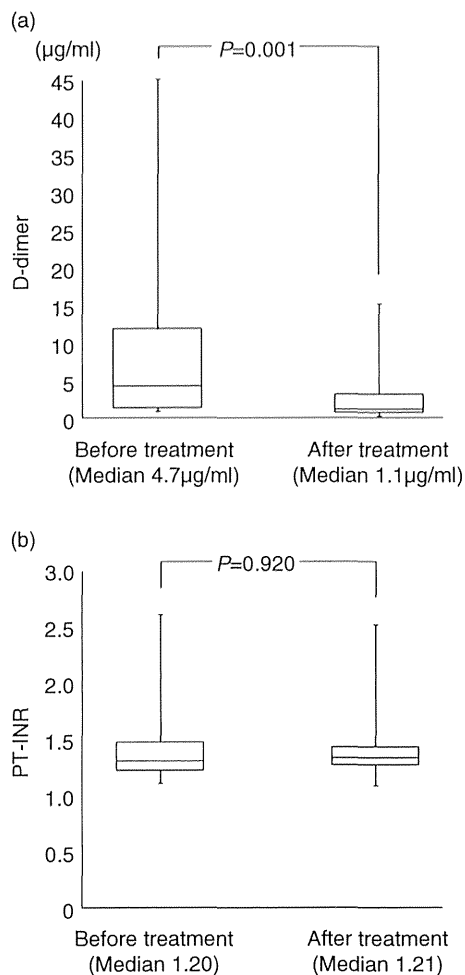 (a)
(µg/ml)
P=0.001
45
40
35
30
25
20
15
10
5
0
D-dimer
Before treatment
(Median 4.7µg/ml)
After treatment
(Median 1.1µg/ml)
(b)
P=0.920
3.0
2.5
2.0
1.5
1.0
0.5
0
PT-INR
Before treatment
(Median 1.20)
After treatment
(Median 1.21)